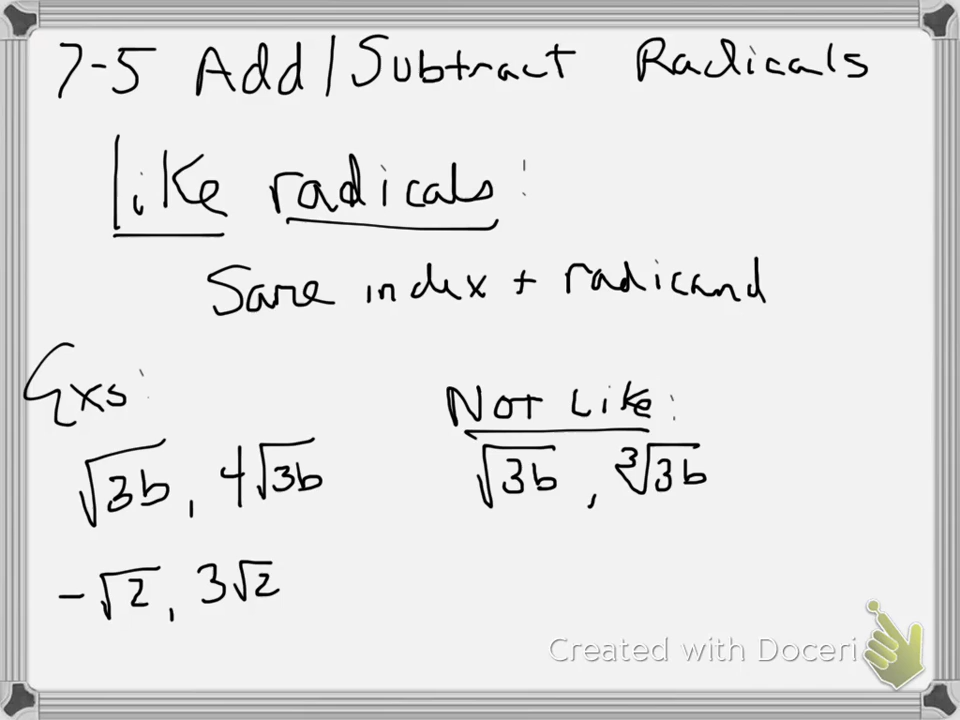 7-5 Add/Subtract Radicals
like radicals:
Same index + radicand
Exs:
√3b, 4√3b
-√2, 3√2
Not Like:
√3b, ³√3b
Created with Doceri